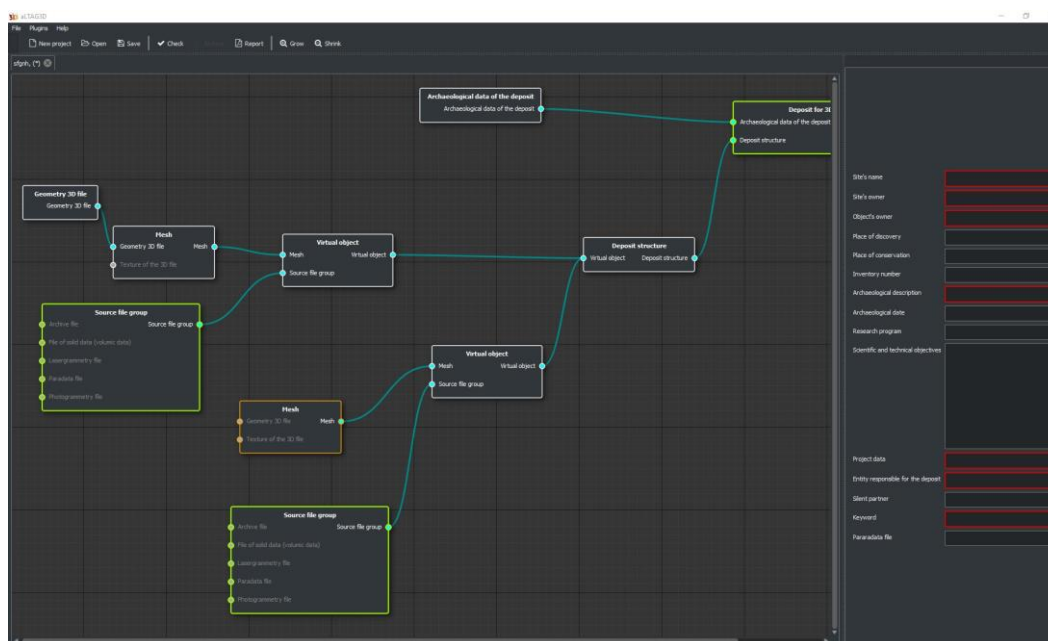 aLTAG3D
File Plugins Help
New project Open Save Check Report Grow Shrink
sfgnh, (*)
Archaeological data of the deposit
Archaeological data of the deposit
Deposit for 3D
Archaeological data of the deposit
Deposit structure
Geometry 3D file
Geometry 3D file
Mesh
Geometry 3D file Mesh
Texture of the 3D file
Virtual object
Mesh Virtual object
Source file group
Deposit structure
Virtual object Deposit structure
Source file group
Archive file Source file group
File of solid data (volumic data)
Lasergrammetry file
Paradata file
Photogrammetry file
Virtual object
Mesh Virtual object
Source file group
Mesh
Geometry 3D file Mesh
Texture of the 3D file
Source file group
Archive file Source file group
File of solid data (volumic data)
Lasergrammetry file
Paradata file
Photogrammetry file
Site's name
Site's owner
Object's owner
Place of discovery
Place of conservation
Inventory number
Archaeological description
Archaeological date
Research program
Scientific and technical objectives
Project data
Entity responsible for the deposit
Silent partner
Keyword
Pararadata file